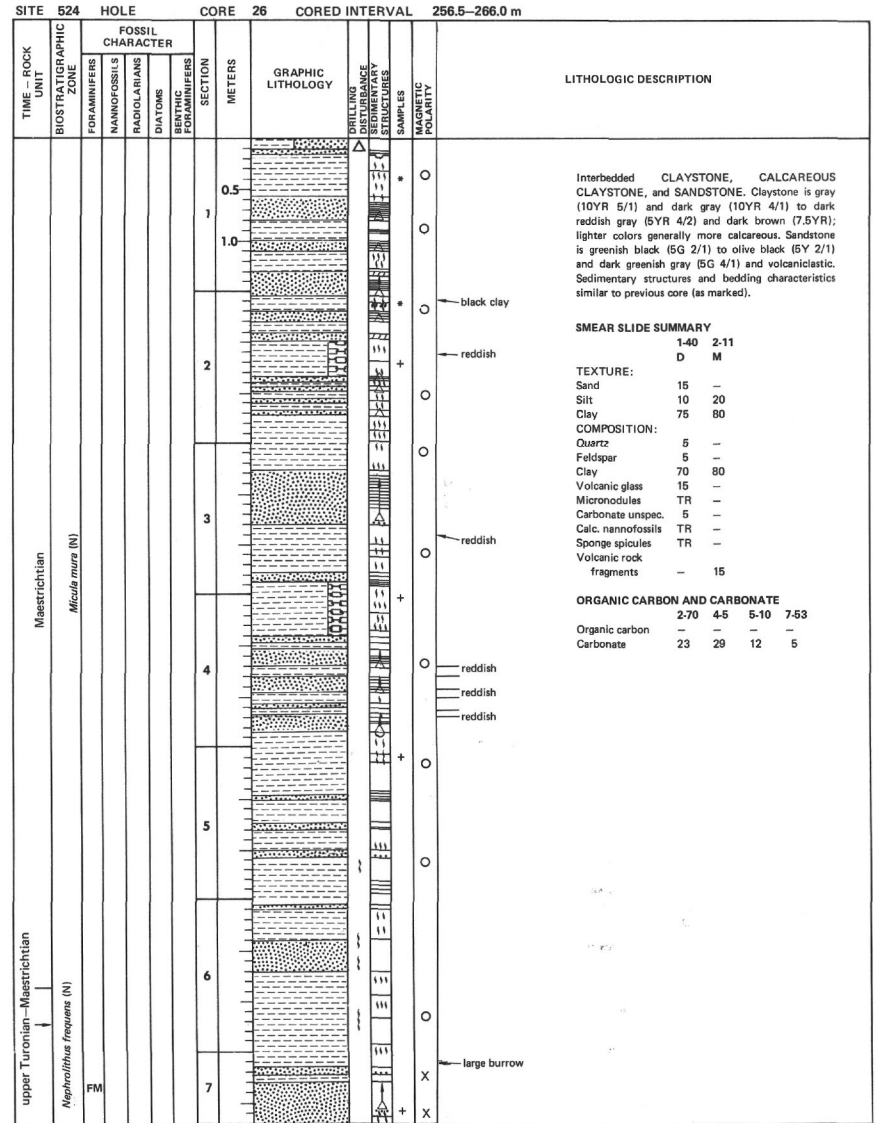 SITE 524 HOLE CORE 26 CORED INTERVAL 256.5—266.0 m
TIME – ROCK UNIT
BIOSTRATIGRAPHIC ZONE
FOSSIL CHARACTER
FORAMINIFERS
NANNOFOSSILS
RADIOLARIANS
DIATOMS
BENTHIC FORAMINIFERS
SECTION
METERS
GRAPHIC LITHOLOGY
DRILLING DISTURBANCE
SEDIMENTARY STRUCTURES
SAMPLES
MAGNETIC POLARITY
LITHOLOGIC DESCRIPTION
Maestrichtian
upper Turonian—Maestrichtian
Micula mura (N)
Nephrolithus frequens (N)
FM
1
2
3
4
5
6
7
0.5
1.0
black clay
reddish
reddish
reddish
reddish
reddish
large burrow
Interbedded CLAYSTONE, CALCAREOUS
CLAYSTONE, and SANDSTONE. Claystone is gray
(10YR 5/1) and dark gray (10YR 4/1) to dark
reddish gray (5YR 4/2) and dark brown (7.5YR);
lighter colors generally more calcareous. Sandstone
is greenish black (5G 2/1) to olive black (5Y 2/1)
and dark greenish gray (5G 4/1) and volcaniclastic.
Sedimentary structures and bedding characteristics
similar to previous core (as marked).
SMEAR SLIDE SUMMARY
1-40 2-11
D M
TEXTURE:
Sand 15 –
Silt 10 20
Clay 75 80
COMPOSITION:
Quartz 5 –
Feldspar 5 –
Clay 70 80
Volcanic glass 15 –
Micronodules TR –
Carbonate unspec. 5 –
Calc. nannofossils TR –
Sponge spicules TR –
Volcanic rock
fragments – 15
ORGANIC CARBON AND CARBONATE
2-70 4-5 5-10 7-53
Organic carbon – – – –
Carbonate 23 29 12 5